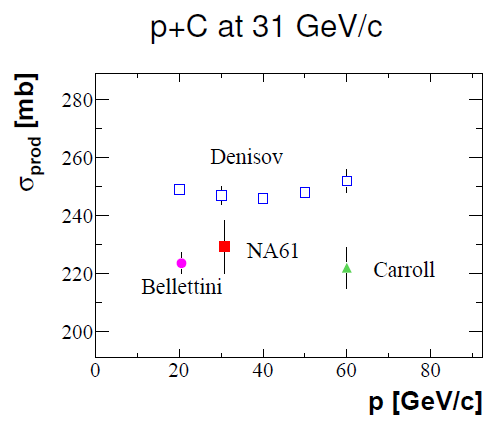 p+C at 31 GeV/c
σprod [mb]
280
260
240
220
200
Denisov
NA61
Bellettini
Carroll
0 20 40 60 80
p [GeV/c]